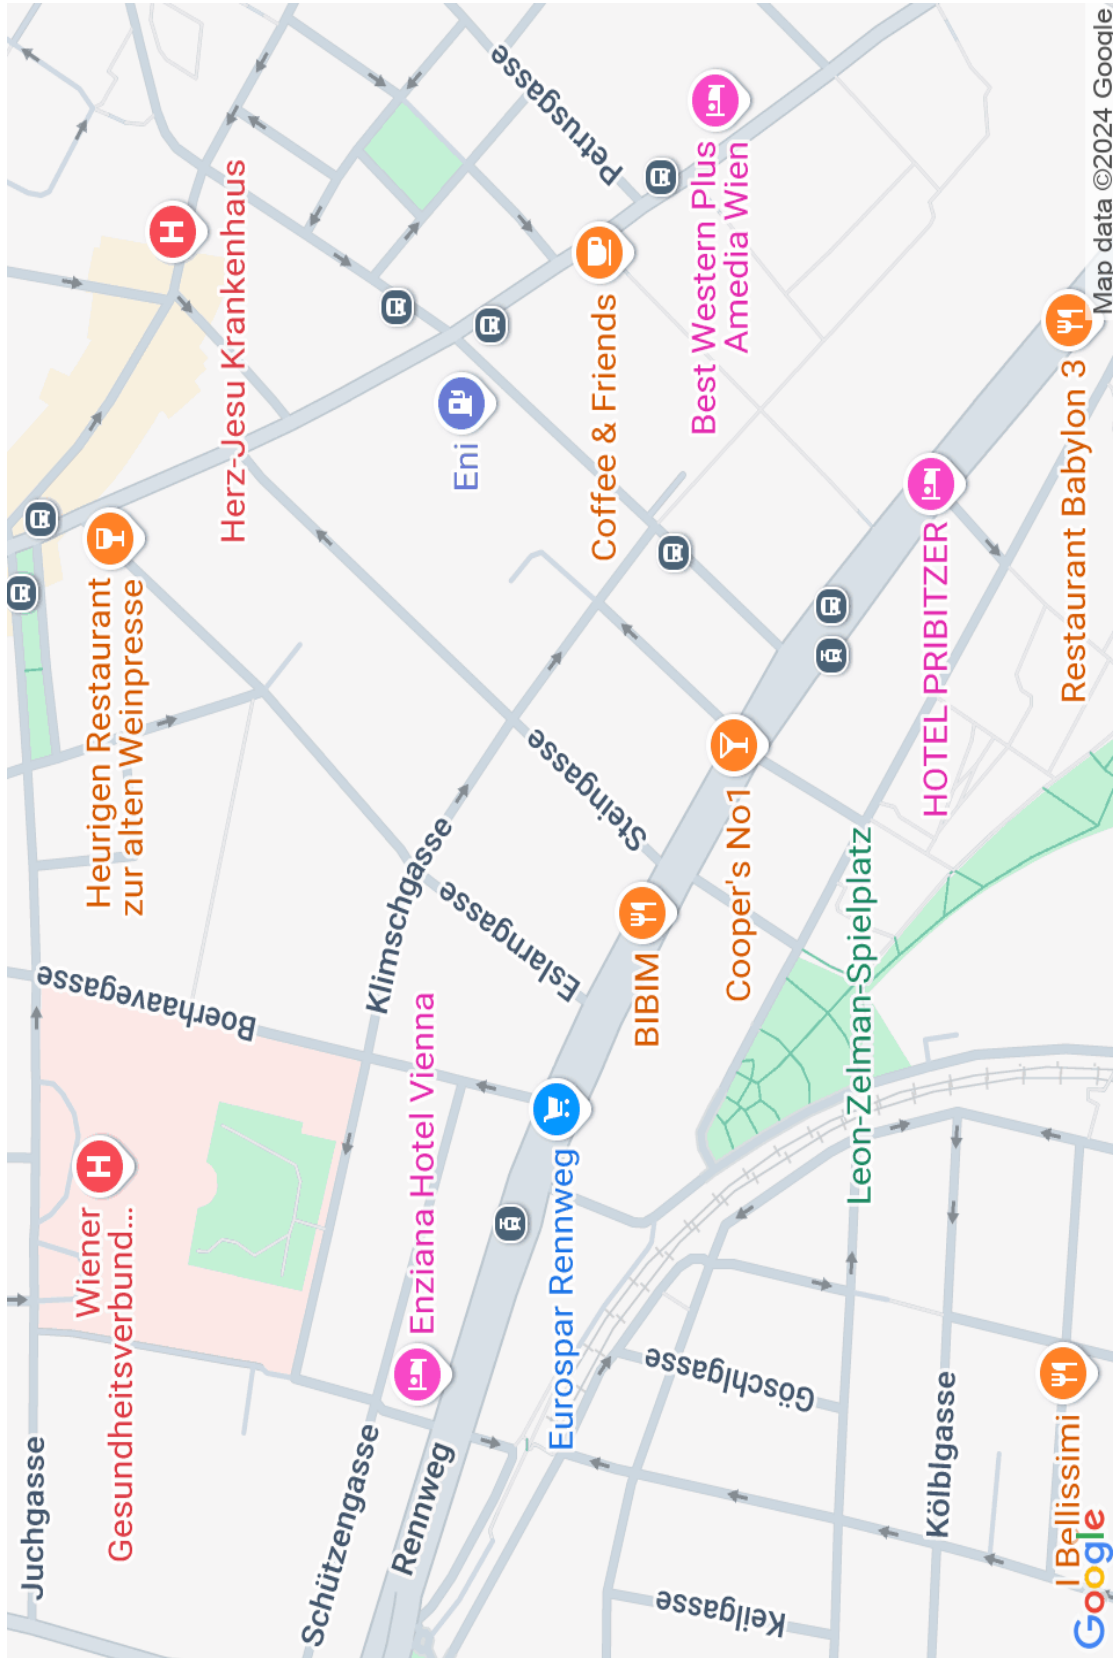 Juchgasse
Wiener
Gesundheitsverbund...
Boerhaavegasse
Heurigen Restaurant
zur alten Weinpresse
Herz-Jesu Krankenhaus
Schützengasse
Rennweg
Enziana Hotel Vienna
Klimschgasse
Eslarngasse
Steingasse
Eni
Petrusgasse
Coffee & Friends
Best Western Plus
Amedia Wien
Eurospar Rennweg
BIBIM
Cooper's No1
Göschlgasse
Keilgasse
Leon-Zelman-Spielplatz
HOTEL PRIBITZER
Kölblgasse
I Bellissimi
Restaurant Babylon 3
Google
Map data ©2024 Google